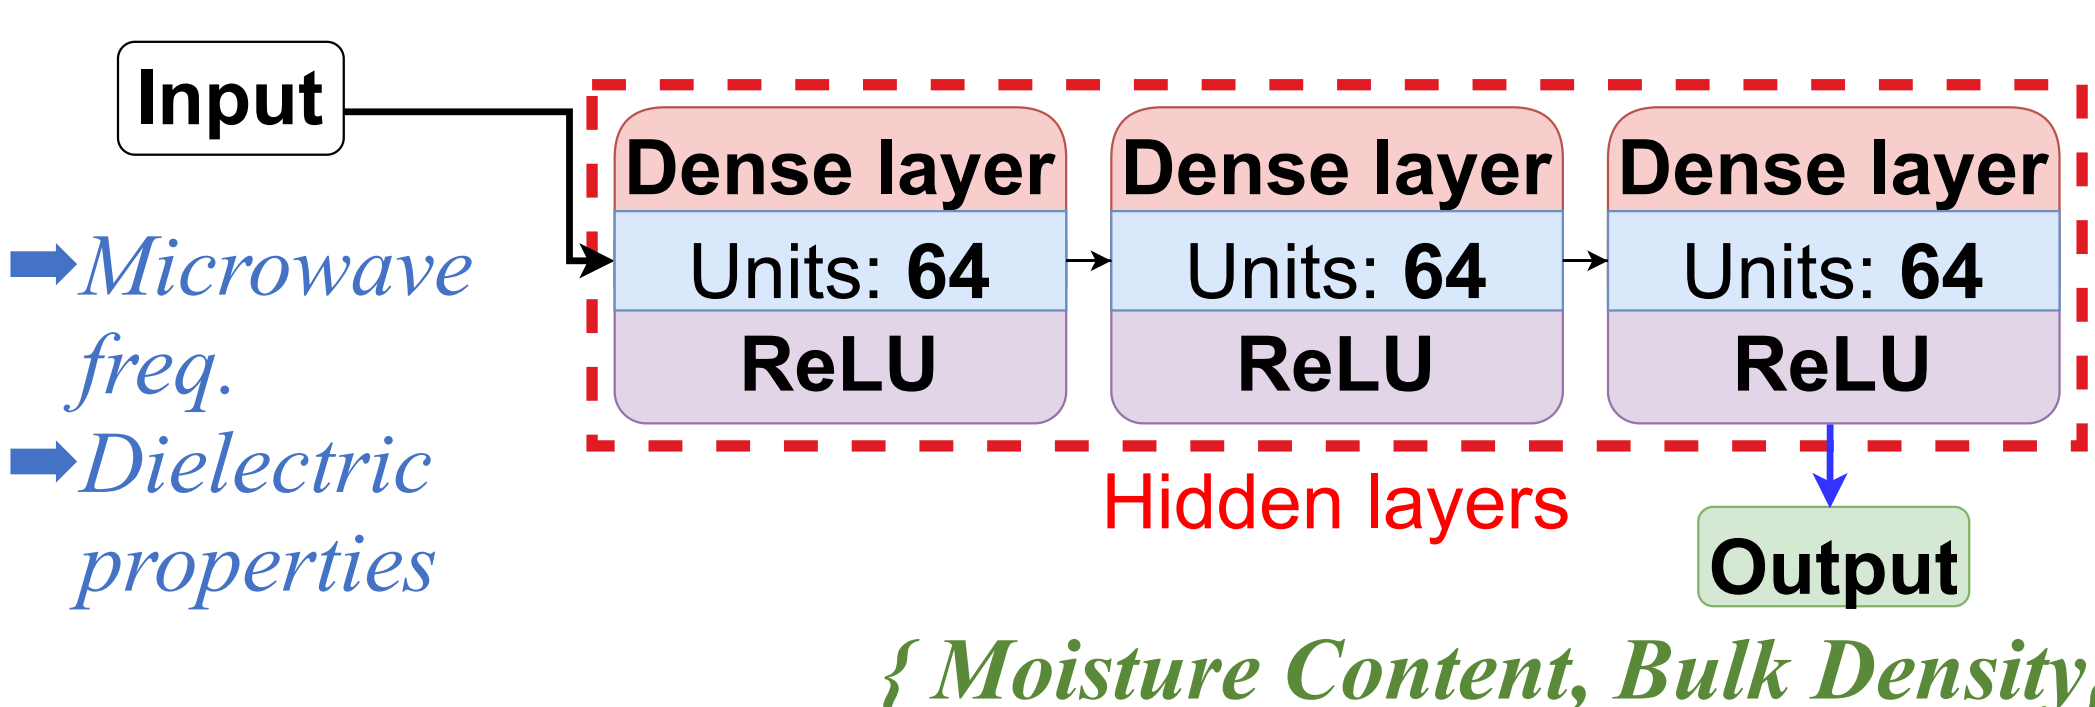 Input
Dense layer
Units: 64
ReLU
Dense layer
Units: 64
ReLU
Dense layer
Units: 64
ReLU
Microwave
freq.
Dielectric
properties
Hidden layers
Output
{ Moisture Content, Bulk Density